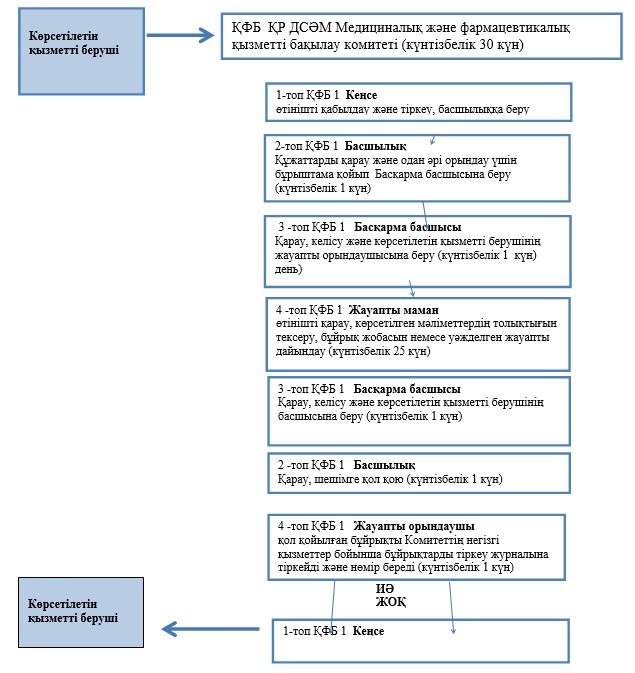 Көрсетілетін
қызметті беруші
ҚФБ ҚР ДСӘМ Медициналық және фармацевтикалық
қызметті бақылау комитеті (күнтізбелік 30 күн)
1-топ ҚФБ 1 Кеңсе
өтінішті қабылдау және тіркеу, басшылыққа беру
2-топ ҚФБ 1 Басшылық
Құжаттарды қарау және одан әрі орындау үшін
бұрыштама қойып Басқарма басшысына беру
(күнтізбелік 1 күн)
3 -топ ҚФБ 1 Басқарма басшысы
Қарау, келісу және көрсетілетін қызметті берушінің
жауапты орындаушысына беру (күнтізбелік 1 күн)
день)
4 -топ ҚФБ 1 Жауапты маман
өтінішті қарау, көрсетілген мәліметтердің толықтығын
тексеру, бұйрық жобасын немесе уәжделген жауапты
дайындау (күнтізбелік 25 күн)
3 -топ ҚФБ 1 Басқарма басшысы
Қарау, келісу және көрсетілетін қызметті берушінің
басшысына беру (күнтізбелік 1 күн)
2 -топ ҚФБ 1 Басшылық
Қарау, шешімге қол қою (күнтізбелік 1 күн)
4 -топ ҚФБ 1 Жауапты орындаушы
қол қойылған бұйрықты Комитеттің негізгі
қызметтер бойынша бұйрықтарды тіркеу журналына
тіркейді және нөмір береді (күнтізбелік 1 күн)
ИӘ
ЖОҚ
Көрсетілетін
қызметті беруші
1-топ ҚФБ 1 Кеңсе